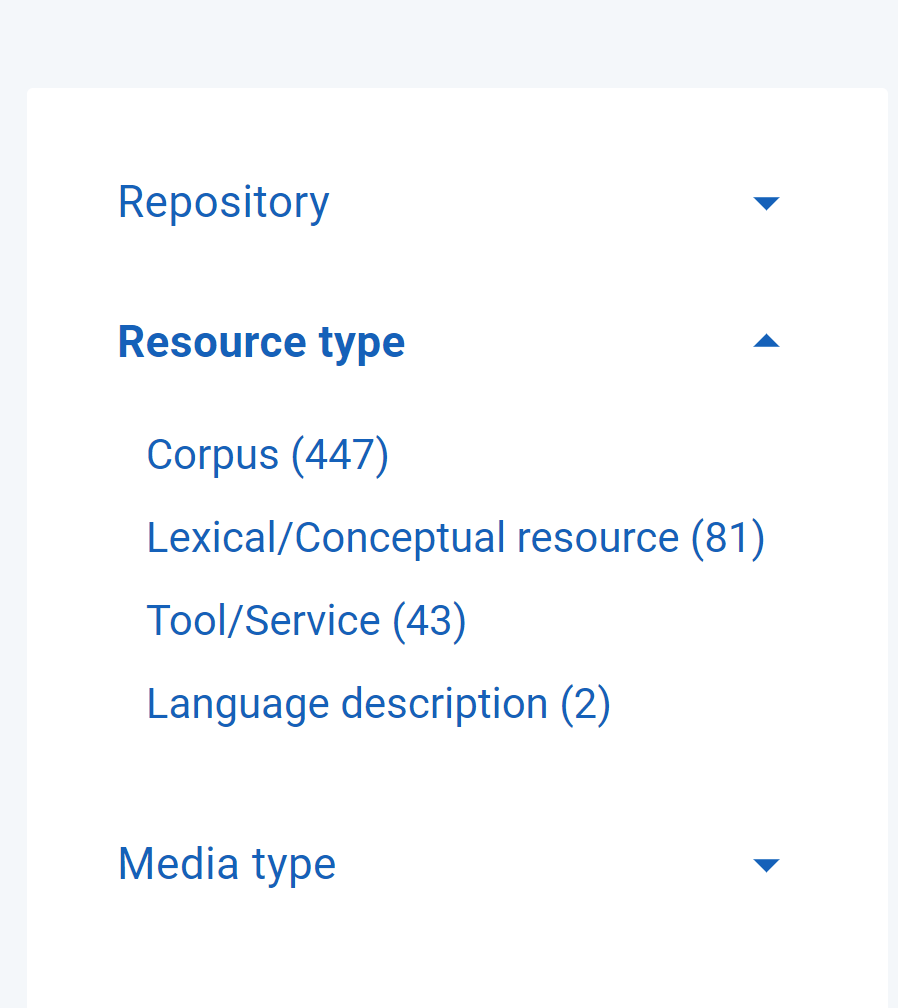 Repository
Resource type
Corpus (447)
Lexical/Conceptual resource (81)
Tool/Service (43)
Language description (2)
Media type